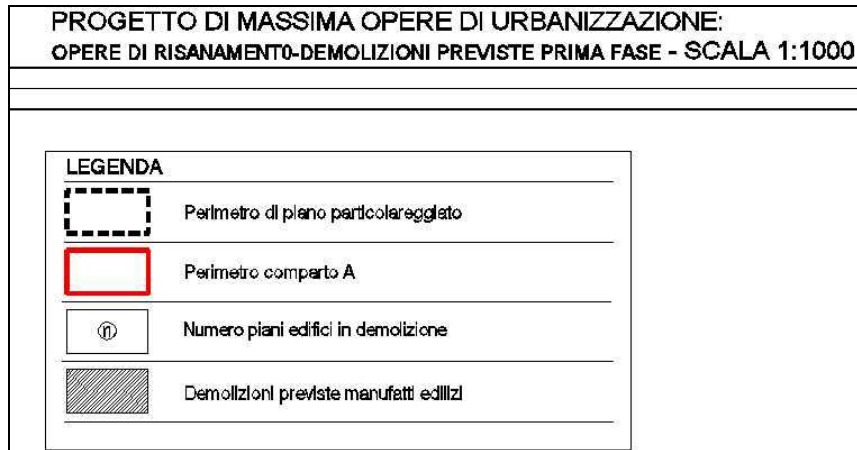 PROGETTO DI MASSIMA OPERE DI URBANIZZAZIONE:
OPERE DI RISANAMENT0-DEMOLIZIONI PREVISTE PRIMA FASE - SCALA 1:1000
LEGENDA
Perimetro di piano particolareggiato
Perimetro comparto A
n Numero piani edifici in demolizione
Demolizioni previste manufatti edilizi